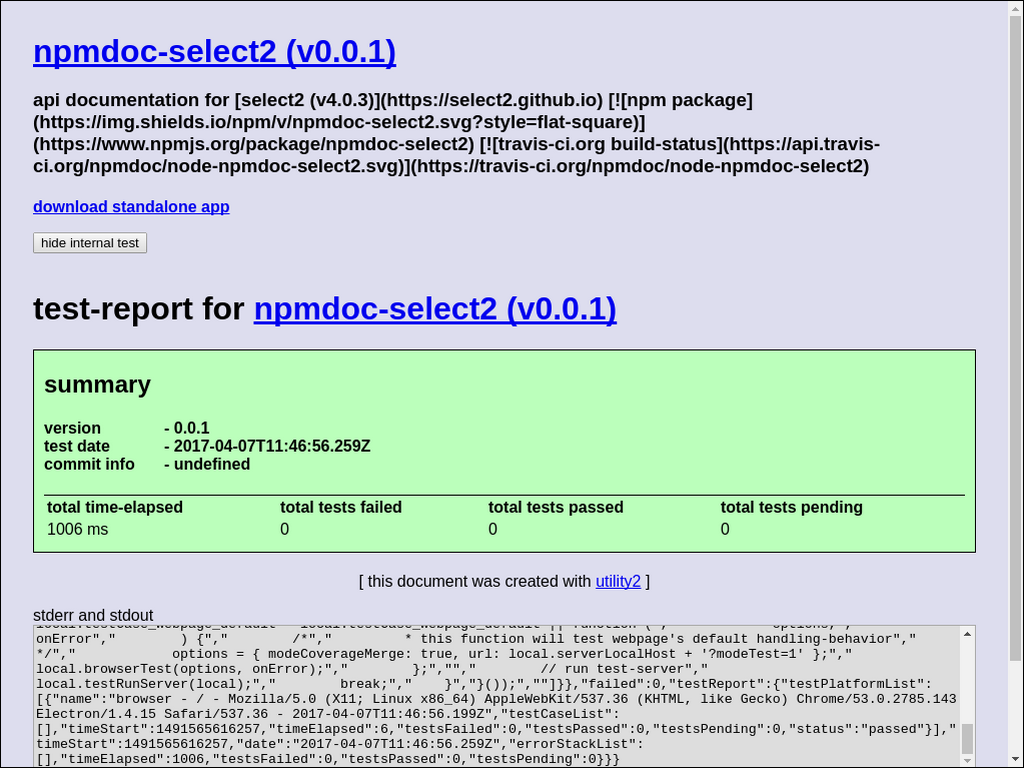 npmdoc-select2 (v0.0.1)
api documentation for [select2 (v4.0.3)](https://select2.github.io) [![npm package]
(https://img.shields.io/npm/v/npmdoc-select2.svg?style=flat-square)]
(https://www.npmjs.org/package/npmdoc-select2) [![travis-ci.org build-status](https://api.travis-
ci.org/npmdoc/node-npmdoc-select2.svg)](https://travis-ci.org/npmdoc/node-npmdoc-select2)
download standalone app
hide internal test
test-report for npmdoc-select2 (v0.0.1)
summary
version - 0.0.1
test date - 2017-04-07T11:46:56.259Z
commit info - undefined
total time-elapsed total tests failed total tests passed total tests pending
1006 ms 0 0 0
[ this document was created with utility2 ]
stderr and stdout
onError","        ) {","        /*","         * this function will test webpage's default handling-behavior","
*/","            options = { modeCoverageMerge: true, url: local.serverLocalHost + '?modeTest=1' };","
local.browserTest(options, onError);","        };","","        // run test-server","
local.testRunServer(local);","        break;","    }","}());",""]}},"failed":0,"testReport":{"testPlatformList":
[{"name":"browser - / - Mozilla/5.0 (X11; Linux x86_64) AppleWebKit/537.36 (KHTML, like Gecko) Chrome/53.0.2785.143
Electron/1.4.15 Safari/537.36 - 2017-04-07T11:46:56.199Z","testCaseList":
[],"timeStart":1491565616257,"timeElapsed":6,"testsFailed":0,"testsPassed":0,"testsPending":0,"status":"passed"}],"
timeStart":1491565616257,"date":"2017-04-07T11:46:56.259Z","errorStackList":
[],"timeElapsed":1006,"testsFailed":0,"testsPassed":0,"testsPending":0}}}